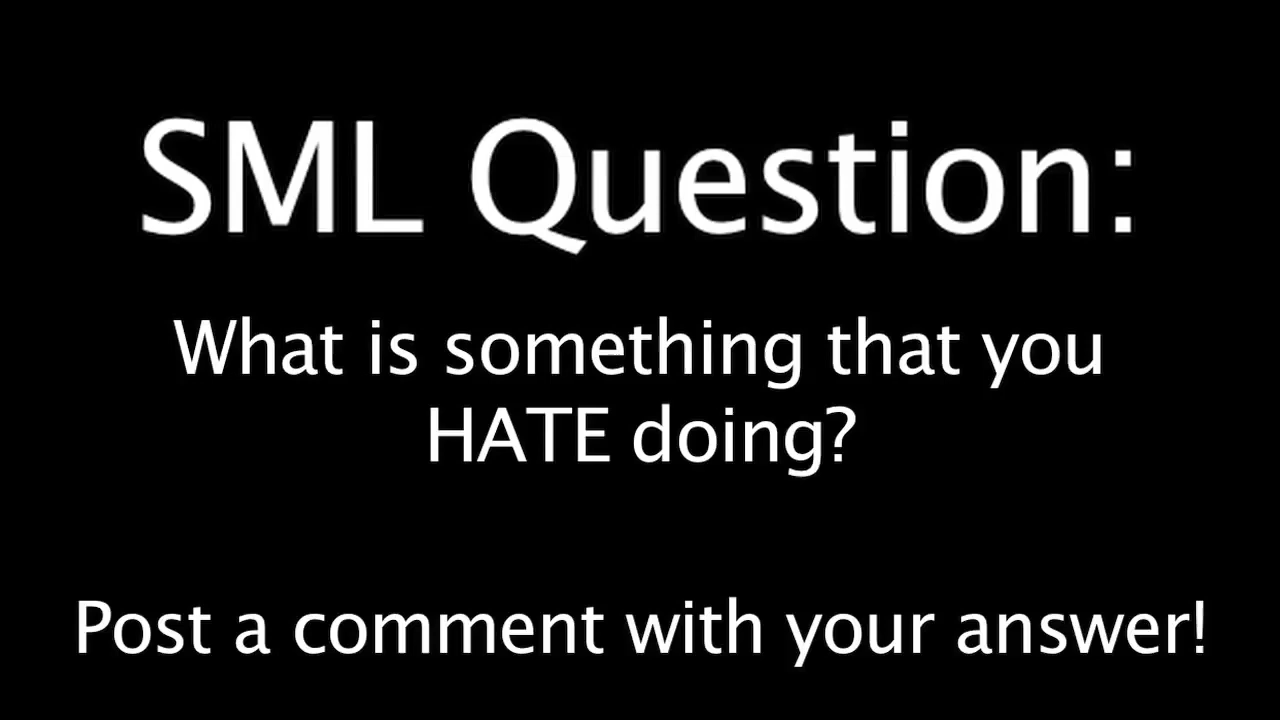 SML Question:
What is something that you
HATE doing?
Post a comment with your answer!